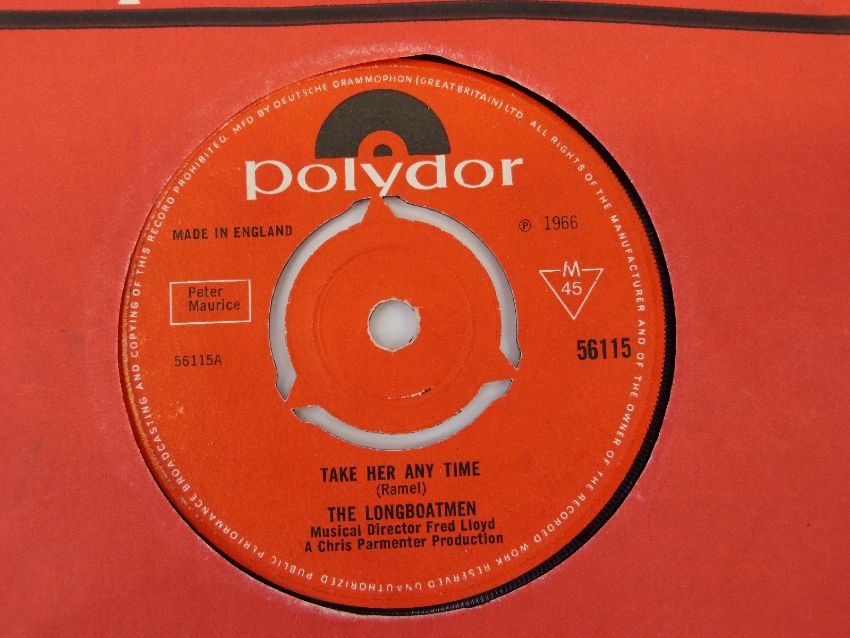 MFD BY DEUTSCHE GRAMMOPHON (GREAT BRITAIN) LTD. ALL RIGHTS OF THE MANUFACTURER AND OF THE OWNER OF THE RECORDED WORK RESERVED UNAUTHORIZED PUBLIC PERFORMANCE BROADCASTING AND COPYING OF THIS RECORD PROHIBITED.
polydor
MADE IN ENGLAND
℗ 1966
Peter
Maurice
M
45
56115A
56115
TAKE HER ANY TIME
(Ramel)
THE LONGBOATMEN
Musical Director Fred Lloyd
A Chris Parmenter Production